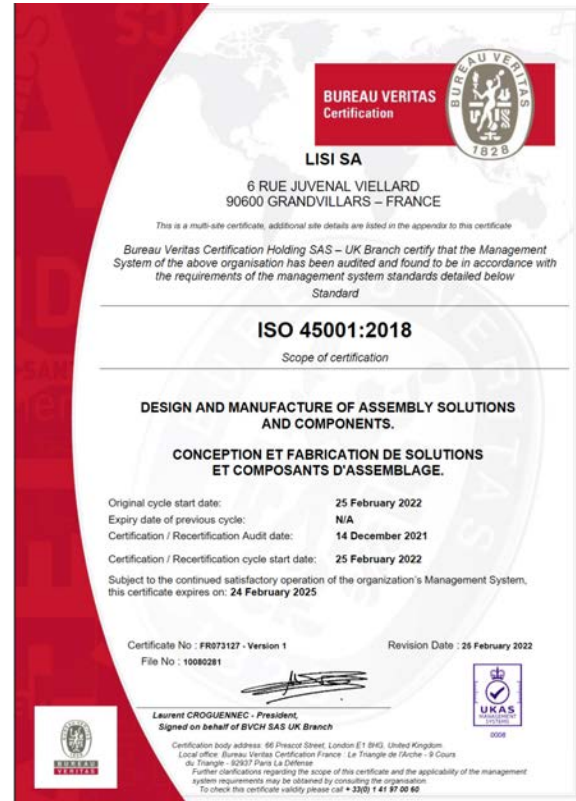 BUREAU VERITAS
Certification
BUREAU VERITAS
1828
LISI SA
6 RUE JUVENAL VIELLARD
90600 GRANDVILLARS – FRANCE
This is a multi-site certificate, additional site details are listed in the appendix to this certificate
Bureau Veritas Certification Holding SAS – UK Branch certify that the Management
System of the above organisation has been audited and found to be in accordance with
the requirements of the management system standards detailed below
Standard
ISO 45001:2018
Scope of certification
DESIGN AND MANUFACTURE OF ASSEMBLY SOLUTIONS
AND COMPONENTS.
CONCEPTION ET FABRICATION DE SOLUTIONS
ET COMPOSANTS D'ASSEMBLAGE.
Original cycle start date: 25 February 2022
Expiry date of previous cycle: N/A
Certification / Recertification Audit date: 14 December 2021
Certification / Recertification cycle start date: 25 February 2022
Subject to the continued satisfactory operation of the organization's Management System,
this certificate expires on: 24 February 2025
Certificate No : FR073127 - Version 1 Revision Date : 25 February 2022
File No : 10080281
Laurent CROGUENNEC - President,
Signed on behalf of BVCH SAS UK Branch
UKAS
MANAGEMENT
SYSTEMS
0008
BUREAU
VERITAS
Certification body address: 66 Prescot Street, London E1 8HG, United Kingdom.
Local office: Bureau Veritas Certification France : Le Triangle de l'Arche - 9 Cours
du Triangle - 92937 Paris La Défense
Further clarifications regarding the scope of this certificate and the applicability of the management
system requirements may be obtained by consulting the organisation.
To check this certificate validity please call + 33(0) 1 41 97 00 60